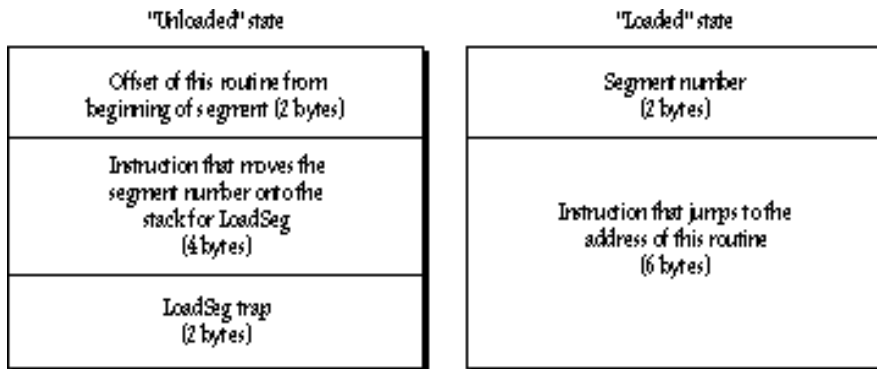 "Unloaded" state
Offset of this routine from
beginning of segment (2 bytes)
Instruction that moves the
segment number onto the
stack for LoadSeg
(4 bytes)
LoadSeg trap
(2 bytes)
"Loaded" state
Segment number
(2 bytes)
Instruction that jumps to the
address of this routine
(6 bytes)